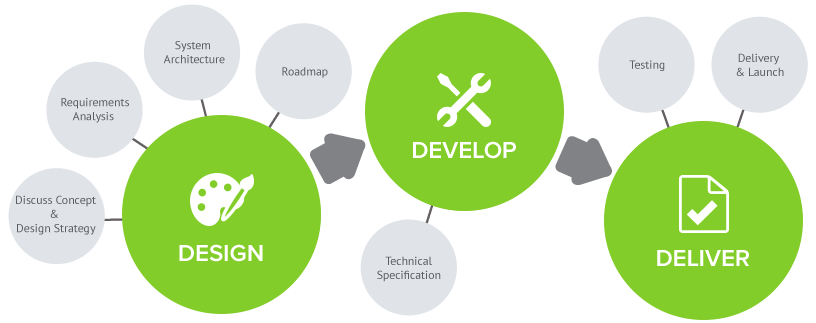 Discuss Concept
&
Design Strategy
Requirements
Analysis
System
Architecture
Roadmap
DESIGN
DEVELOP
Technical
Specification
Testing
Delivery
& Launch
DELIVER